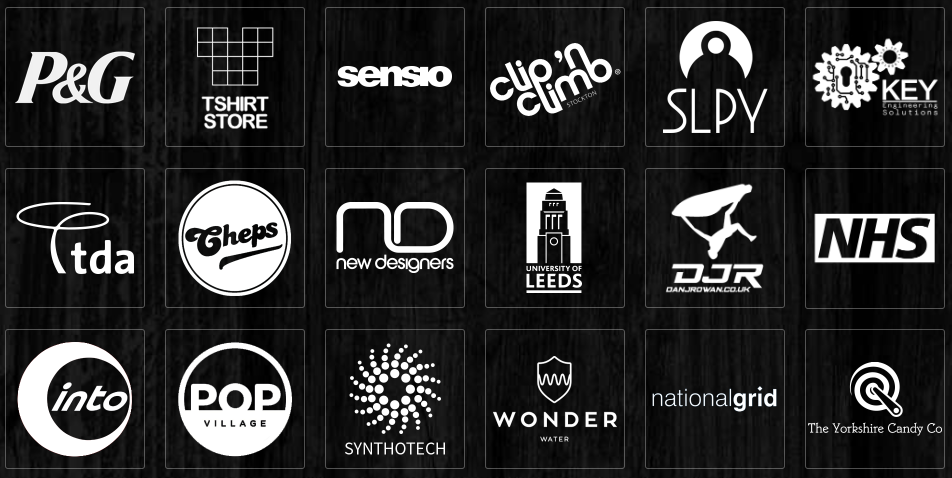 P&G
TSHIRT
STORE
sensio
clip 'n
climb®
STOCKTON
SLPY
KEY
Engineering
Solutions
tda
Cheps
nd
new designers
UNIVERSITY OF
LEEDS
DJR
DANJROWAN.CO.UK
NHS
into
POP
VILLAGE
SYNTHOTECH
WONDER
WATER
nationalgrid
The Yorkshire Candy Co